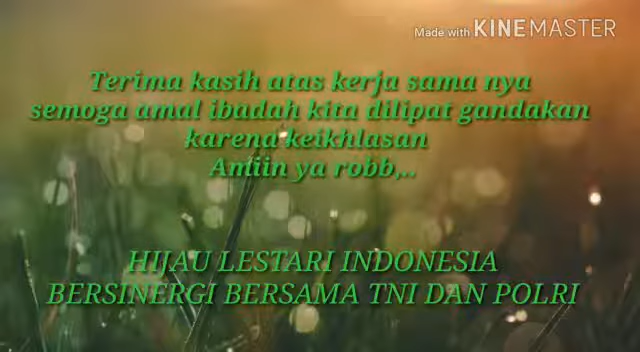 Made with KINEMASTER
Terima kasih atas kerja sama nya
semoga amal ibadah kita dilipat gandakan
karena keikhlasan
Amiin ya robb,..
HIJAU LESTARI INDONESIA
BERSINERGI BERSAMA TNI DAN POLRI